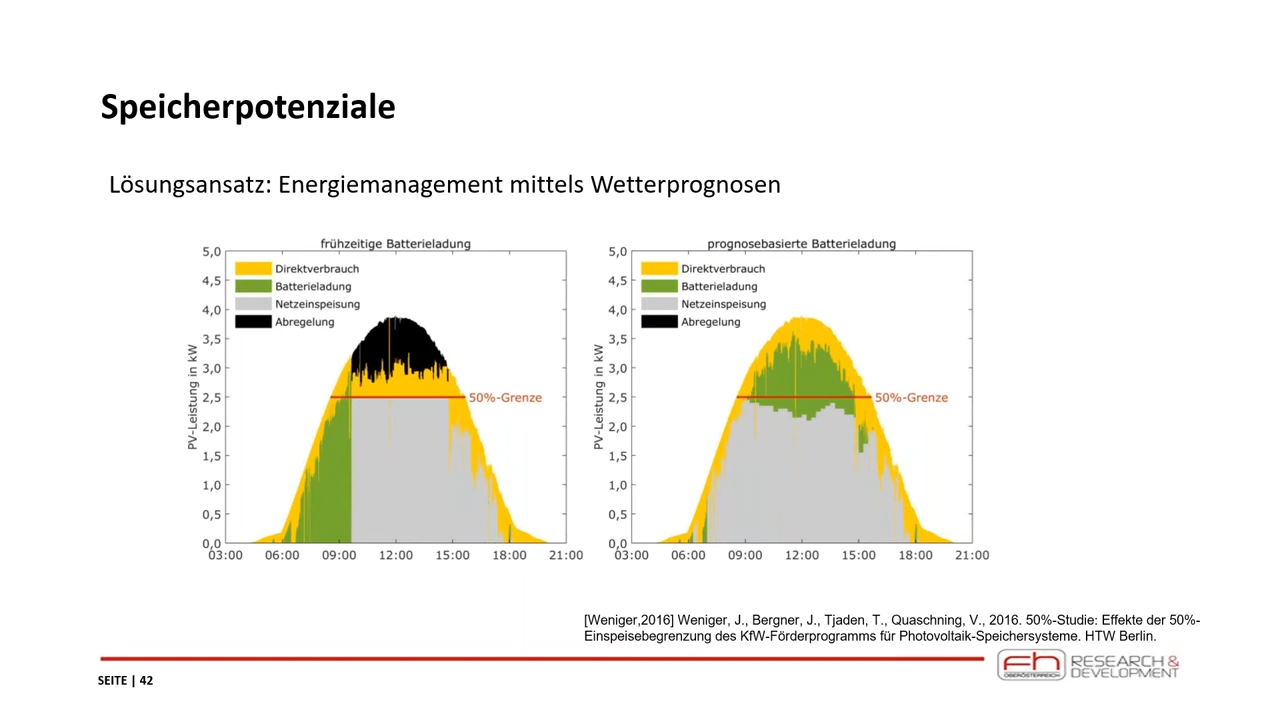 Speicherpotenziale
Lösungsansatz: Energiemanagement mittels Wetterprognosen
frühzeitige Batterieladung
5,0
4,5
4,0
3,5
3,0
2,5
2,0
1,5
1,0
0,5
0,0
PV-Leistung in kW
Direktverbrauch
Batterieladung
Netzeinspeisung
Abregelung
50%-Grenze
03:00 06:00 09:00 12:00 15:00 18:00 21:00
prognosebasierte Batterieladung
5,0
4,5
4,0
3,5
3,0
2,5
2,0
1,5
1,0
0,5
0,0
PV-Leistung in kW
Direktverbrauch
Batterieladung
Netzeinspeisung
Abregelung
50%-Grenze
03:00 06:00 09:00 12:00 15:00 18:00 21:00
[Weniger,2016] Weniger, J., Bergner, J., Tjaden, T., Quaschning, V., 2016. 50%-Studie: Effekte der 50%-
Einspeisebegrenzung des KfW-Förderprogramms für Photovoltaik-Speichersysteme. HTW Berlin.
SEITE | 42
fh
OBERÖSTERREICH
RESEARCH &
DEVELOPMENT